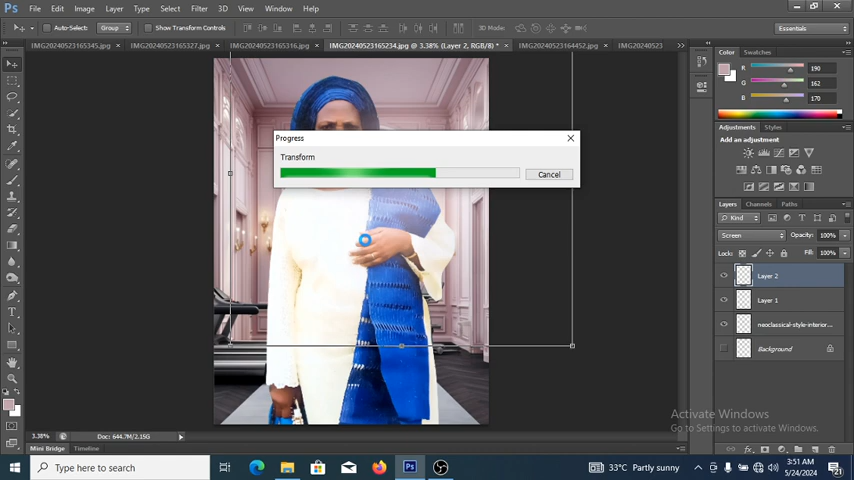 Ps File Edit Image Layer Type Select Filter 3D View Window Help
Auto-Select: Group Show Transform Controls 3D Mode: Essentials
IMG20240523165345.jpg × IMG20240523165327.jpg × IMG20240523165316.jpg × IMG20240523165234.jpg @ 3.38% (Layer 2, RGB/8) * × IMG20240523164452.jpg × IMG20240523
Progress
Transform
Cancel
Color Swatches
R 190
G 162
B 170
Adjustments Styles
Add an adjustment
Layers Channels Paths
Kind
Screen Opacity: 100%
Lock: Fill: 100%
Layer 2
Layer 1
neoclassical-style-interior...
Background
Activate Windows
Go to Settings to activate Windows.
3.38% Doc: 644.7M/2.15G
Mini Bridge Timeline
Type here to search
33°C Partly sunny
3:51 AM
5/24/2024
21